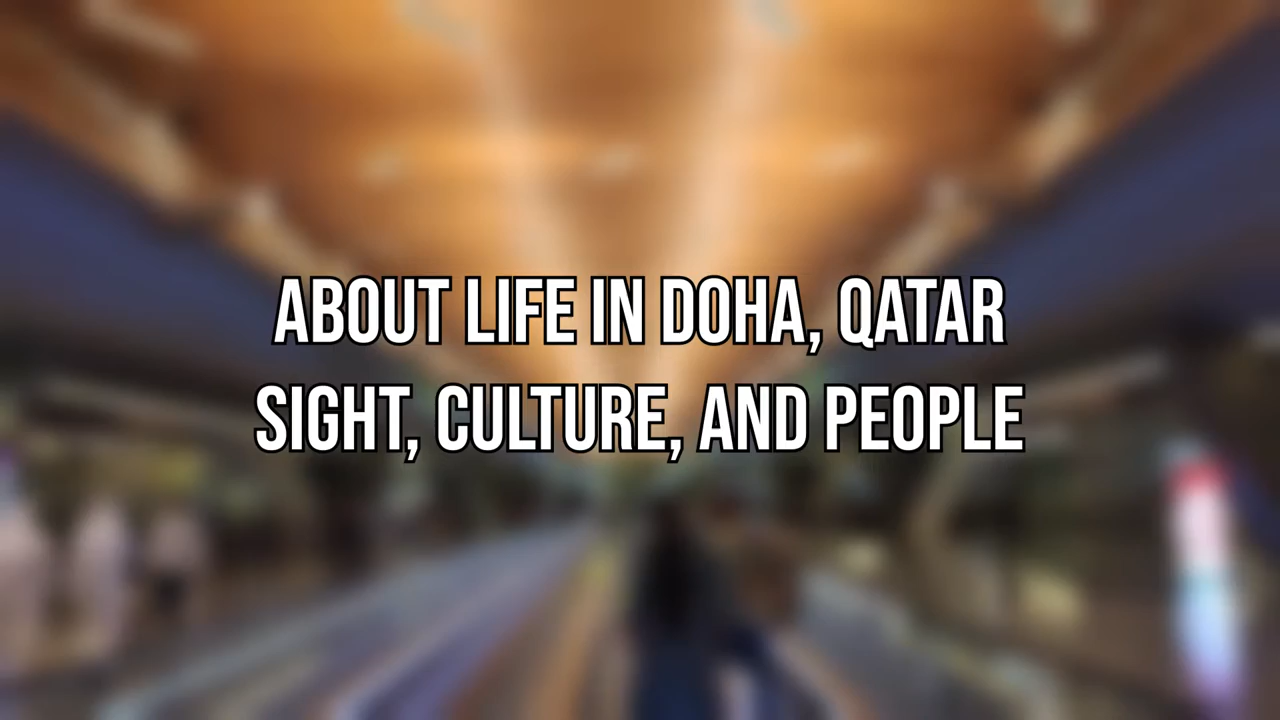 ABOUT LIFE IN DOHA, QATAR
SIGHT, CULTURE, AND PEOPLE